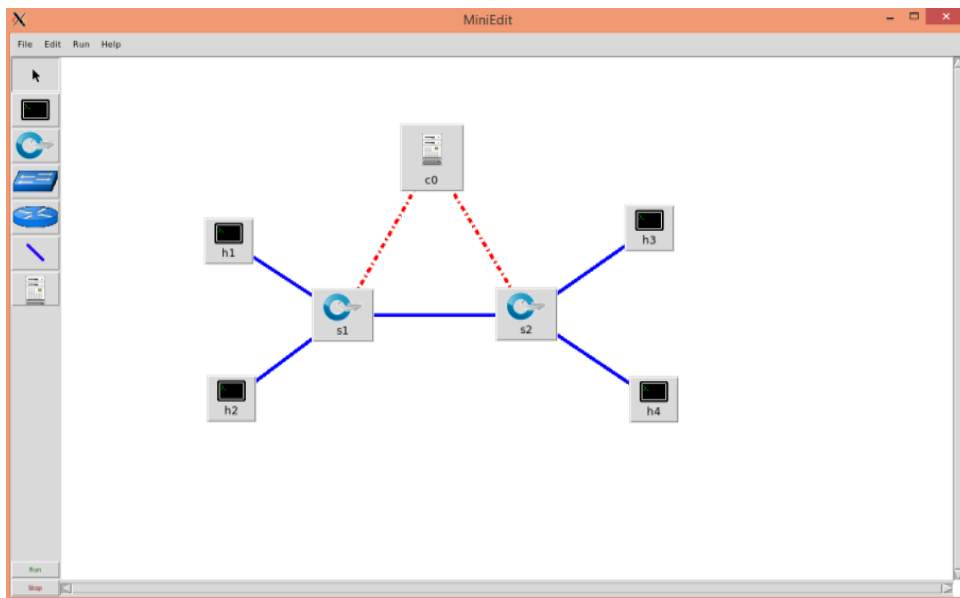 MiniEdit
File Edit Run Help
c0
h1
h3
s1
s2
h2
h4
Run
Stop